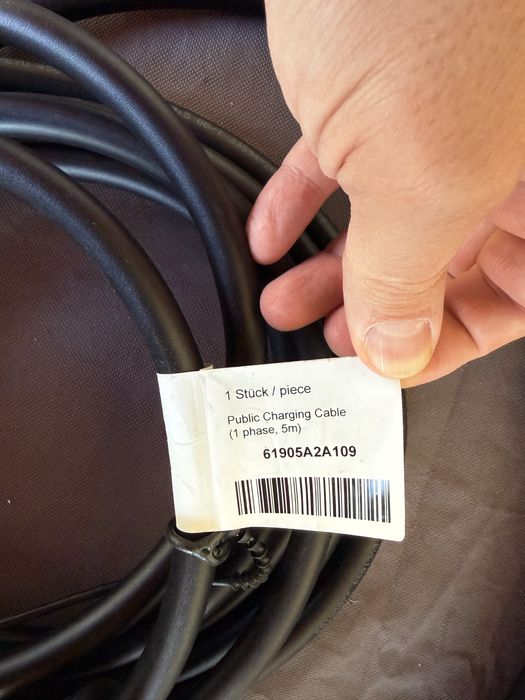 1 Stück / piece
Public Charging Cable
(1 phase, 5m)
61905A2A109